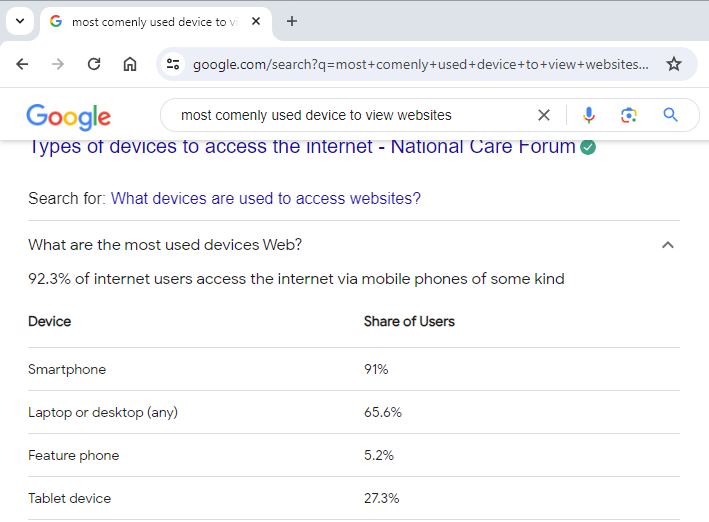 most comenly used device to v
google.com/search?q=most+comenly+used+device+to+view+websites...
Google
most comenly used device to view websites
Types of devices to access the internet - National Care Forum
Search for: What devices are used to access websites?
What are the most used devices Web?
92.3% of internet users access the internet via mobile phones of some kind
Device Share of Users
Smartphone 91%
Laptop or desktop (any) 65.6%
Feature phone 5.2%
Tablet device 27.3%